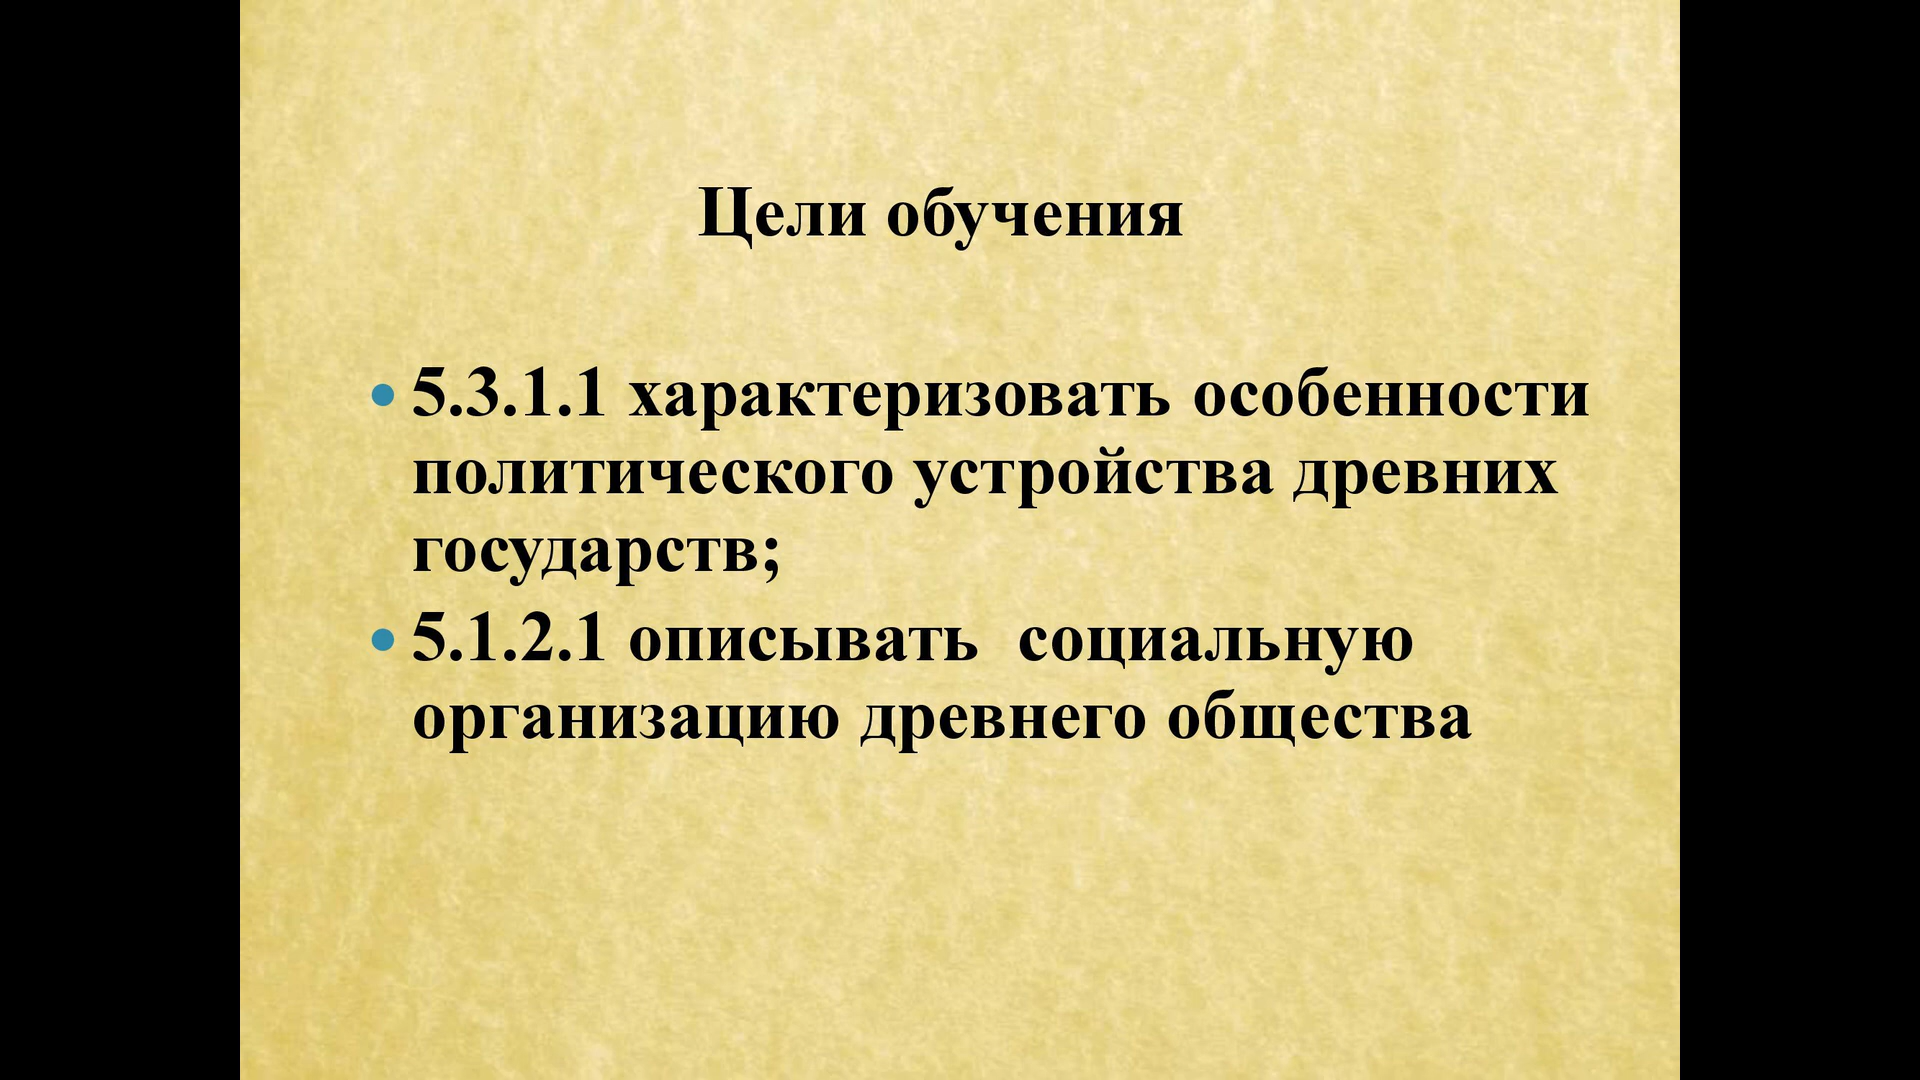 Цели обучения
5.3.1.1 характеризовать особенности
политического устройства древних
государств;
5.1.2.1 описывать  социальную
организацию древнего общества